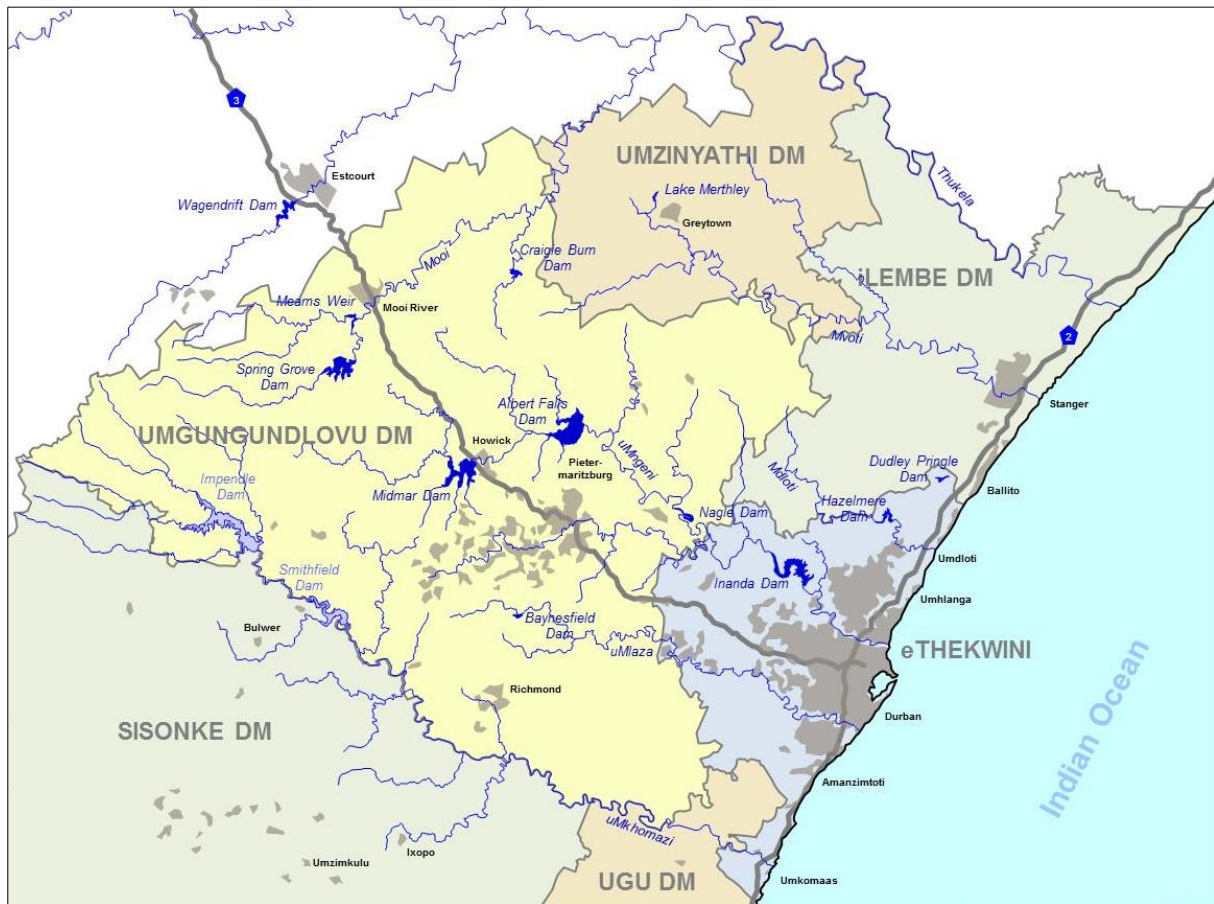 3
UMZINYATHI DM
Estcourt
Lake Merthley
Thukela
Wagendrift Dam
Greytown
Mooi
Craigie Burn
Dam
iLEMBE DM
Mearns Weir
Mooi River
2
Mvoti
Spring Grove
Dam
Albert Falls
Dam
Stanger
UMGUNGUNDLOVU DM
Howick
uMngeni
Pieter-
maritzburg
Mdloti
Dudley Pringle
Dam
Impendle
Dam
Midmar Dam
Ballito
Hazelmere
Dam
Nagle Dam
Umdloti
Smithfield
Dam
Inanda Dam
Umhlanga
Baynesfield
Dam
Bulwer
uMlaza
eTHEKWINI
Richmond
Durban
SISONKE DM
Indian Ocean
Amanzimtoti
uMkhomazi
Ixopo
Umzimkulu
UGU DM
Umkomaas